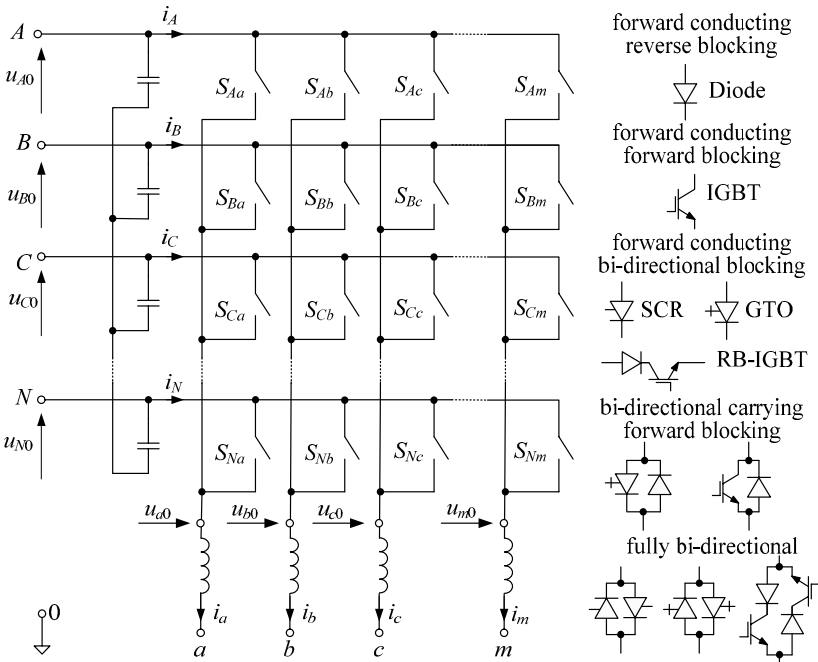 A
i_A
u_A0
S_Aa
S_Ab
S_Ac
S_Am
B
i_B
u_B0
S_Ba
S_Bb
S_Bc
S_Bm
C
i_C
u_C0
S_Ca
S_Cb
S_Cc
S_Cm
N
i_N
u_N0
S_Na
S_Nb
S_Nc
S_Nm
u_a0
u_b0
u_c0
u_m0
0
i_a
i_b
i_c
i_m
a
b
c
m
forward conducting
reverse blocking
Diode
forward conducting
forward blocking
IGBT
forward conducting
bi-directional blocking
SCR
GTO
RB-IGBT
bi-directional carrying
forward blocking
fully bi-directional